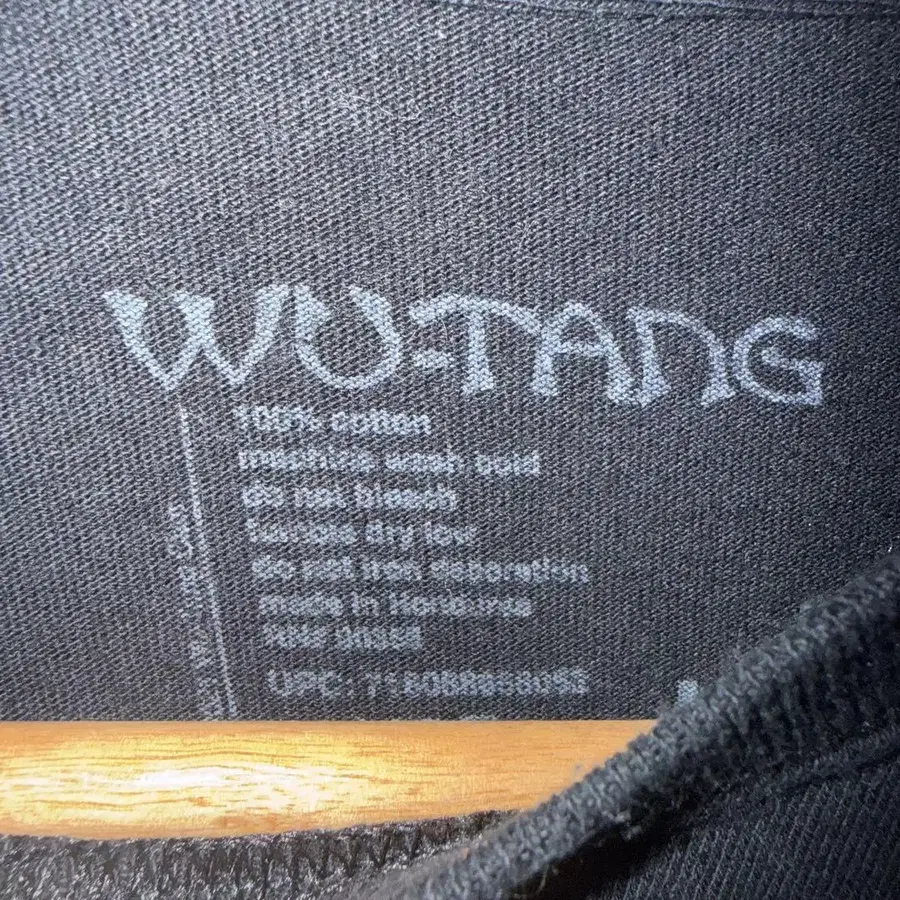 WU-TANG
100% cotton
machine wash cold
do not bleach
tumble dry low
do not iron decoration
made in Honduras
UPC: